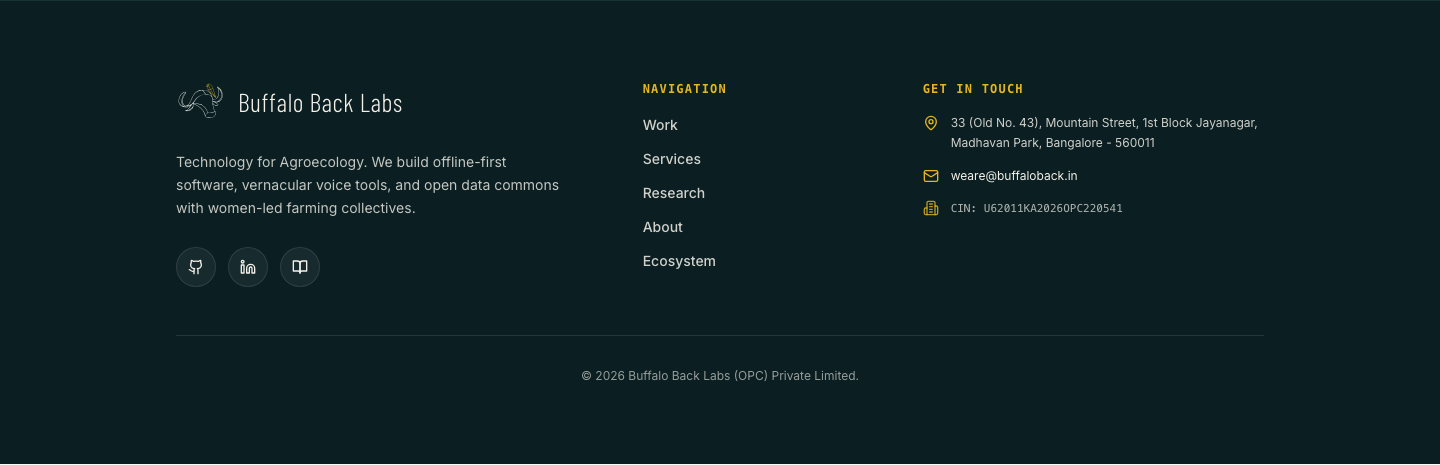 Buffalo Back Labs
Technology for Agroecology. We build offline-first
software, vernacular voice tools, and open data commons
with women-led farming collectives.
NAVIGATION
Work
Services
Research
About
Ecosystem
GET IN TOUCH
33 (Old No. 43), Mountain Street, 1st Block Jayanagar,
Madhavan Park, Bangalore - 560011
weare@buffaloback.in
CIN: U62011KA2026OPC220541
© 2026 Buffalo Back Labs (OPC) Private Limited.